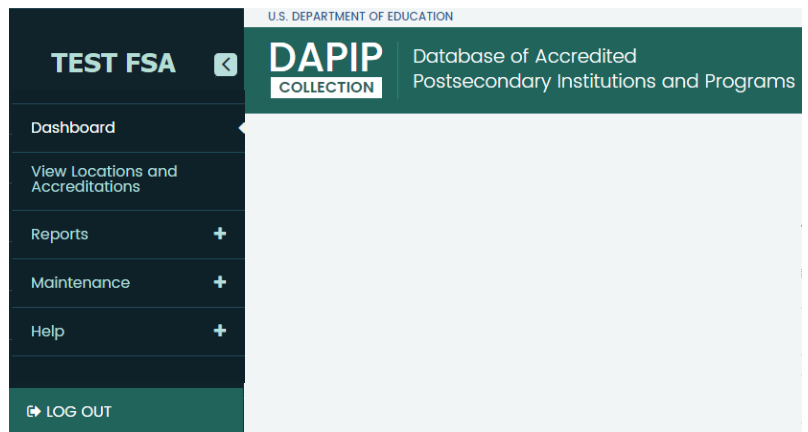 U.S. DEPARTMENT OF EDUCATION
TEST FSA
DAPIP
COLLECTION
Database of Accredited
Postsecondary Institutions and Programs
Dashboard
View Locations and
Accreditations
Reports
Maintenance
Help
LOG OUT